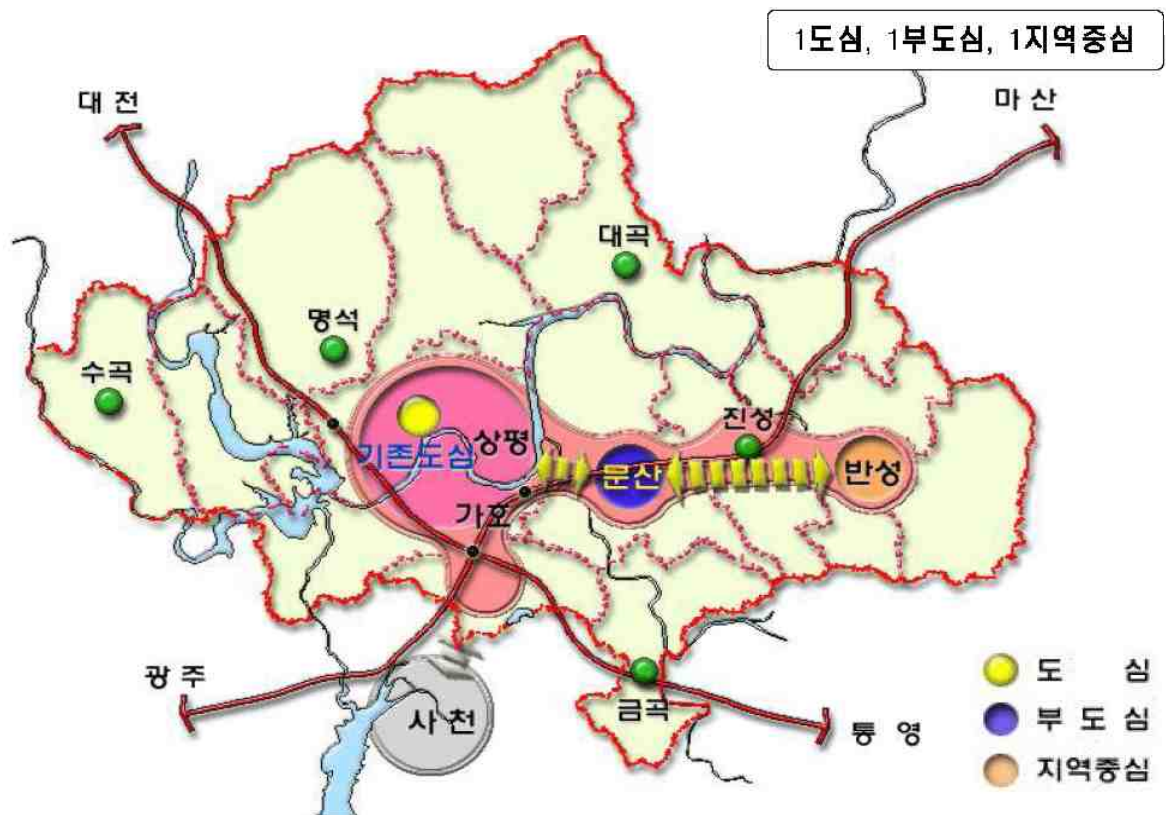 1도심, 1부도심, 1지역중심
대 전
마 산
대곡
명석
수곡
진성
상평
기존도심
문산
반성
가호
광 주
사 천
금곡
통 영
도 심
부 도 심
지역중심